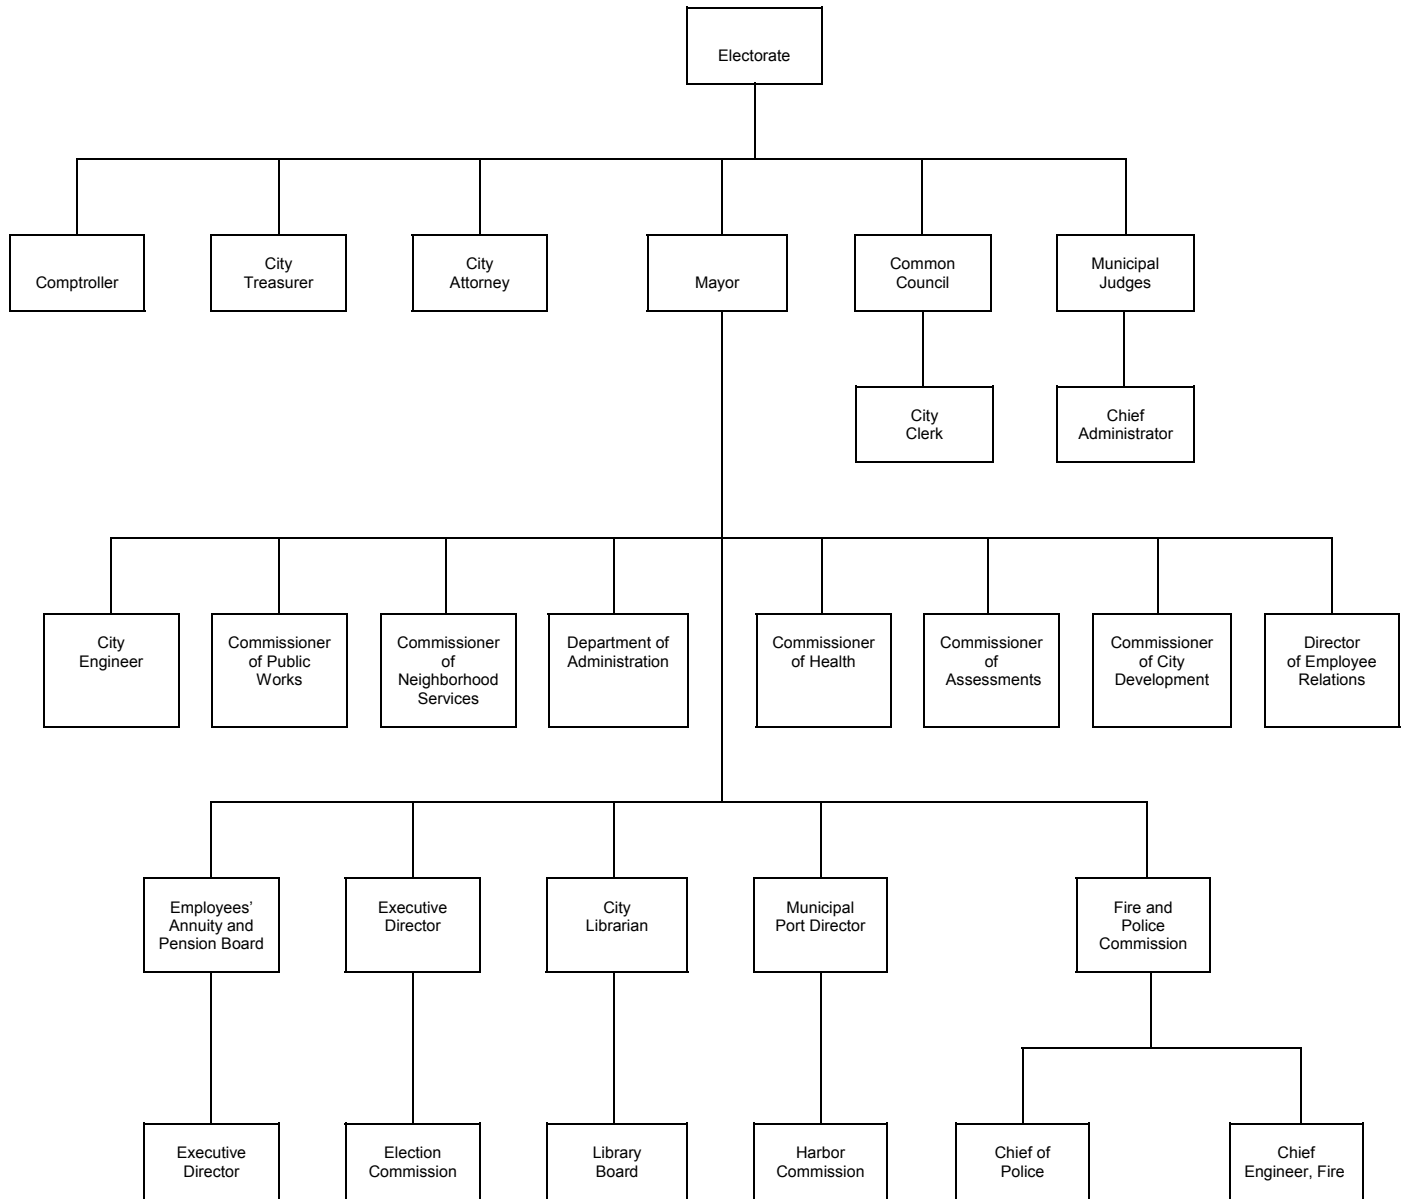 Electorate
Comptroller
City
Treasurer
City
Attorney
Mayor
Common
Council
Municipal
Judges
City
Clerk
Chief
Administrator
City
Engineer
Commissioner
of Public
Works
Commissioner
of
Neighborhood
Services
Department of
Administration
Commissioner
of Health
Commissioner
of
Assessments
Commissioner
of City
Development
Director
of Employee
Relations
Employees’
Annuity and
Pension Board
Executive
Director
City
Librarian
Municipal
Port Director
Fire and
Police
Commission
Executive
Director
Election
Commission
Library
Board
Harbor
Commission
Chief of
Police
Chief
Engineer, Fire